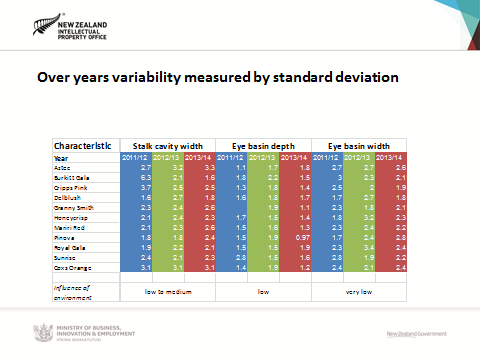 NEW ZEALAND
INTELLECTUAL
PROPERTY OFFICE
Over years variability measured by standard deviation
Characteristic Stalk cavity width Eye basin depth Eye basin width
Year 2011/12 2012/13 2013/14 2011/12 2012/13 2013/14 2011/12 2012/13 2013/14
Aztec 2.7 3.2 3.3 1.1 1.7 1.8 2.7 2.7 2.6
Burkitt Gala 6.3 2.1 1.6 1.8 2.2 1.5 3 2.3 2.1
Cripps Pink 3.7 2.5 2.5 1.3 1.8 1.4 2.5 2 1.9
Dalblush 1.6 2.7 1.8 1.6 1.8 1.7 1.7 2.7 1.8
Granny Smith 2.3 2.4 2.6 1.9 1.1 2.3 1.8 2.1
Honeycrisp 2.1 2.4 2.3 1.7 1.5 1.4 1.8 3.2 2.3
Mariri Red 2.1 2.3 2.6 1.5 1.6 1.3 2.3 2.4 2.2
Pinova 1.8 1.8 2.4 1.5 1.9 0.97 1.7 2.4 2.8
Royal Gala 1.9 2.2 2.1 1.5 1.5 1.9 2.3 3.4 2.4
Sunrise 2.4 2.1 2.3 2.8 1.5 1.6 2.8 1.9 2.2
Coxs Orange 3.1 3.1 3.1 1.4 1.9 1.2 2.4 2.1 2.4
Influence of
environment low to medium low very low
MINISTRY OF BUSINESS,
INNOVATION & EMPLOYMENT
HĪKINA WHAKATUTUKI
New Zealand Government